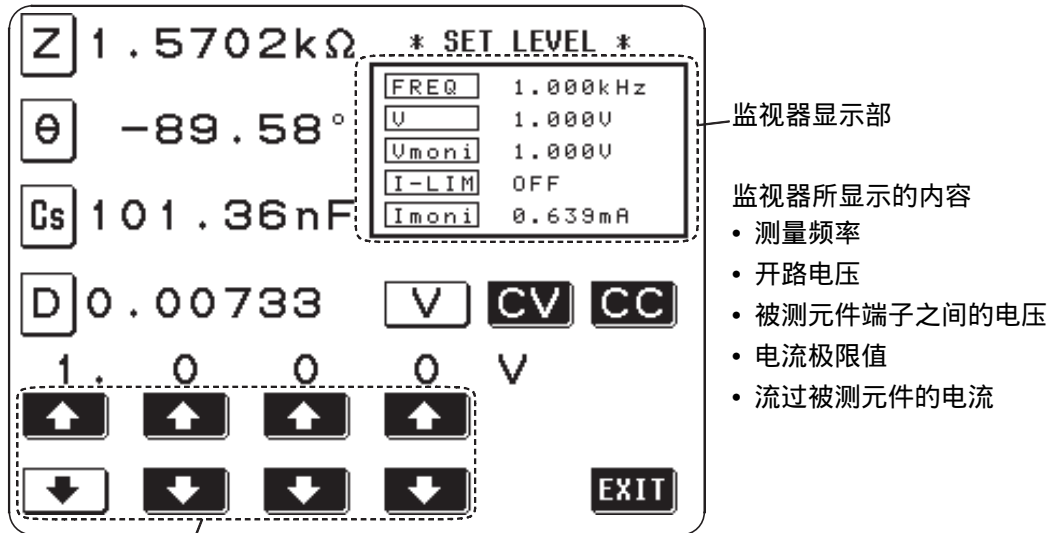 Z 1.5702kΩ
* SET LEVEL *
FREQ 1.000kHz
V 1.000V
Vmoni 1.000V
I-LIM OFF
Imoni 0.639mA
θ -89.58°
Cs 101.36nF
D 0.00733
V CV CC
1. 0 0 0 V
EXIT
监视器显示部
监视器所显示的内容
• 测量频率
• 开路电压
• 被测元件端子之间的电压
• 电流极限值
• 流过被测元件的电流